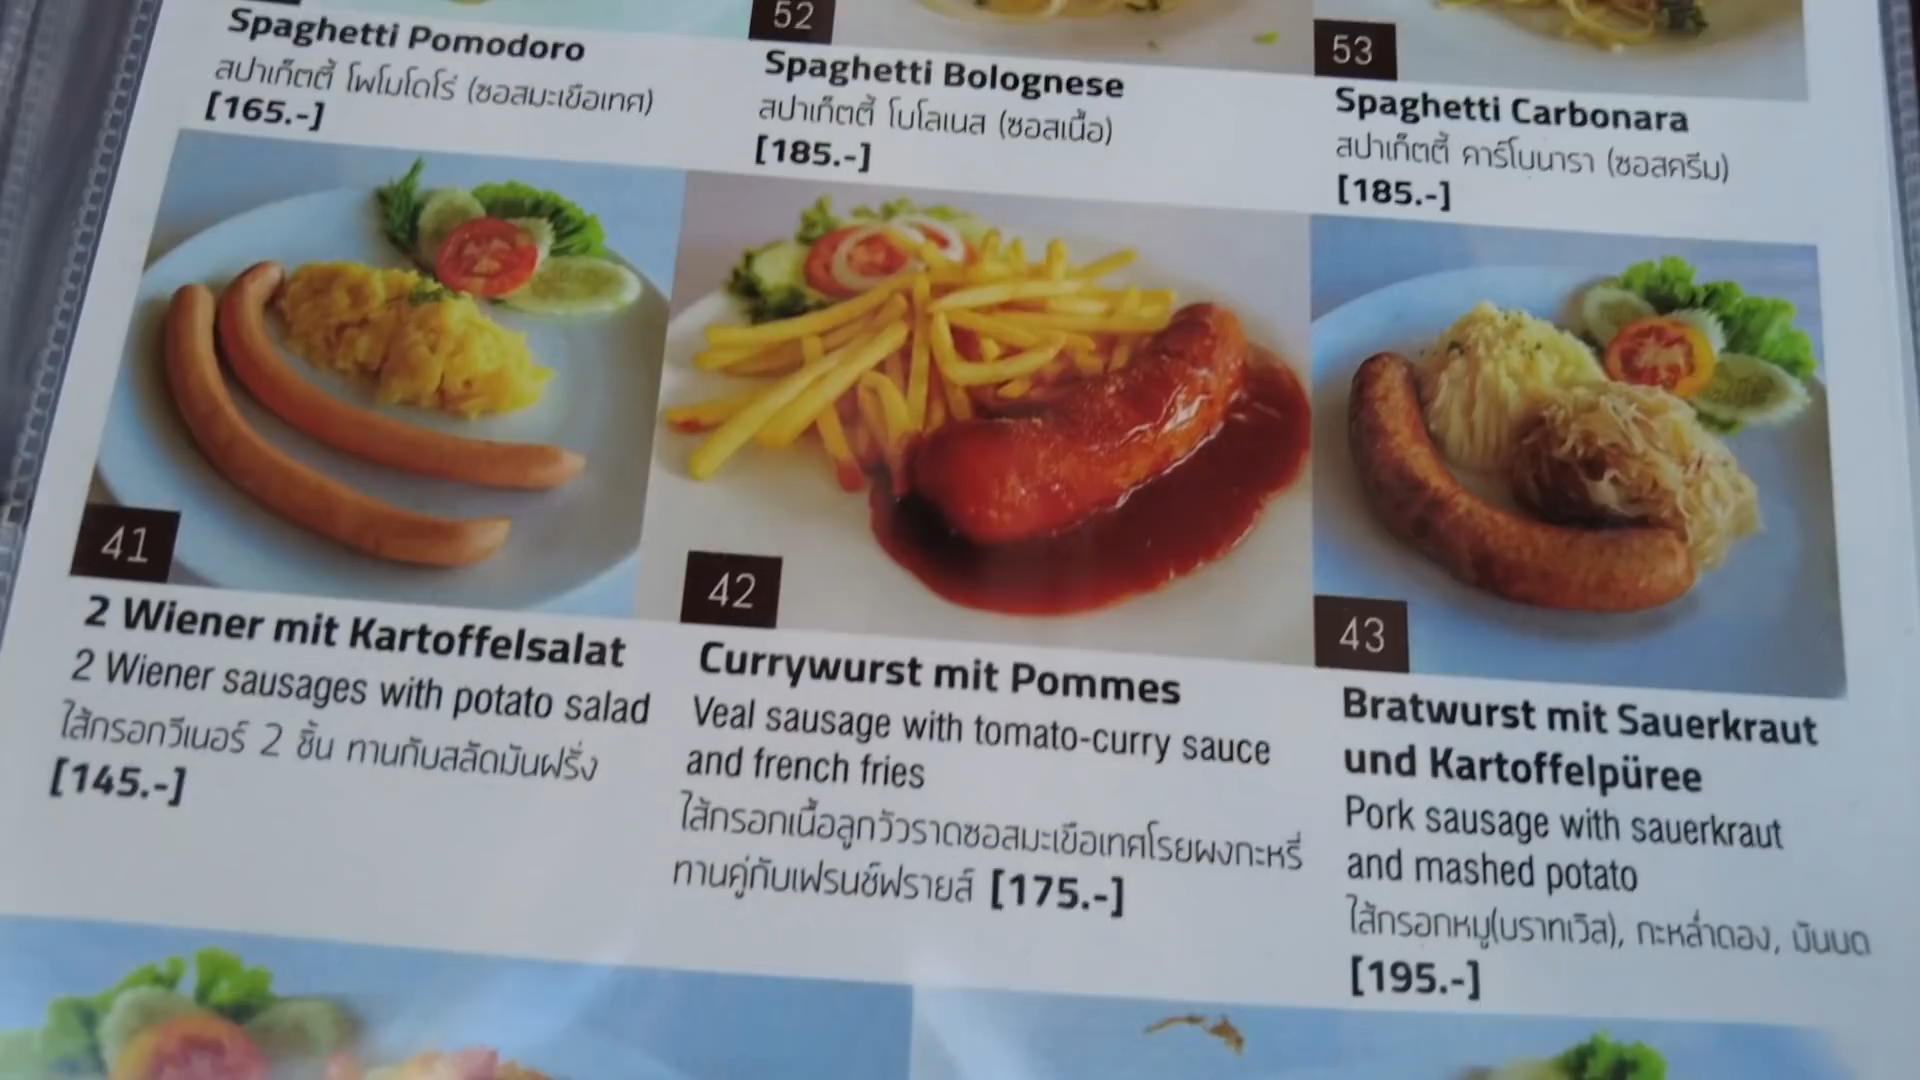 Spaghetti Pomodoro
สปาเก็ตตี้ โพโมโดโร่ (ซอสมะเขือเทศ)
[165.-]
52
Spaghetti Bolognese
สปาเก็ตตี้ โบโลเนส (ซอสเนื้อ)
[185.-]
53
Spaghetti Carbonara
สปาเก็ตตี้ คาร์โบนารา (ซอสครีม)
[185.-]
41
2 Wiener mit Kartoffelsalat
2 Wiener sausages with potato salad
ไส้กรอกวีเนอร์ 2 ชิ้น ทานกับสลัดมันฝรั่ง
[145.-]
42
Currywurst mit Pommes
Veal sausage with tomato-curry sauce
and french fries
ไส้กรอกเนื้อลูกวัวราดซอสมะเขือเทศโรยผงกะหรี่
ทานคู่กับเฟรนช์ฟรายส์ [175.-]
43
Bratwurst mit Sauerkraut
und Kartoffelpüree
Pork sausage with sauerkraut
and mashed potato
ไส้กรอกหมู(บราทเวิส), กะหล่ำดอง, มันบด
[195.-]